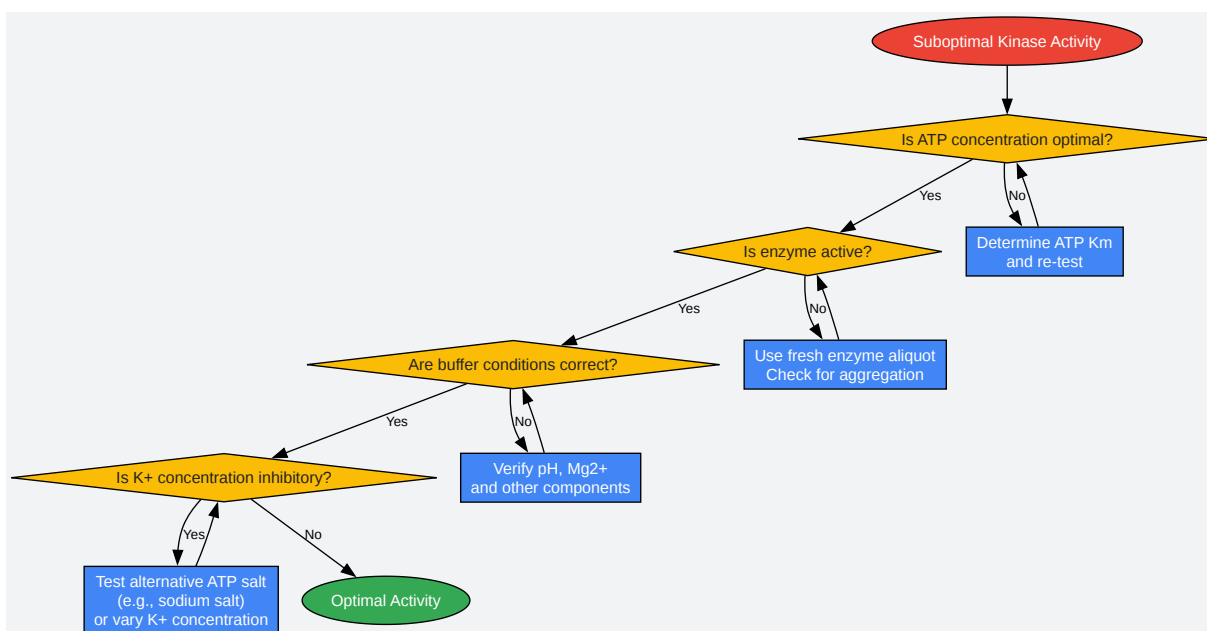 Suboptimal Kinase Activity
Is ATP concentration optimal?
Yes
No
Determine ATP Km
and re-test
Is enzyme active?
Yes
No
Use fresh enzyme aliquot
Check for aggregation
Are buffer conditions correct?
Yes
No
Verify pH, Mg2+
and other components
Is K+ concentration inhibitory?
Yes
No
Test alternative ATP salt
(e.g., sodium salt)
or vary K+ concentration
Optimal Activity